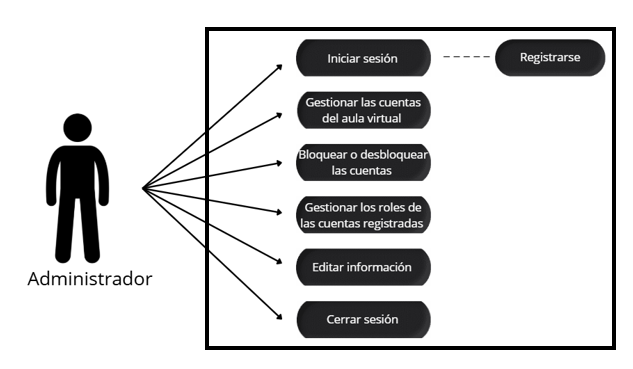 Iniciar sesión
Registrarse
Gestionar las cuentas
del aula virtual
Bloquear o desbloquear
las cuentas
Gestionar los roles de
las cuentas registradas
Editar información
Cerrar sesión
Administrador